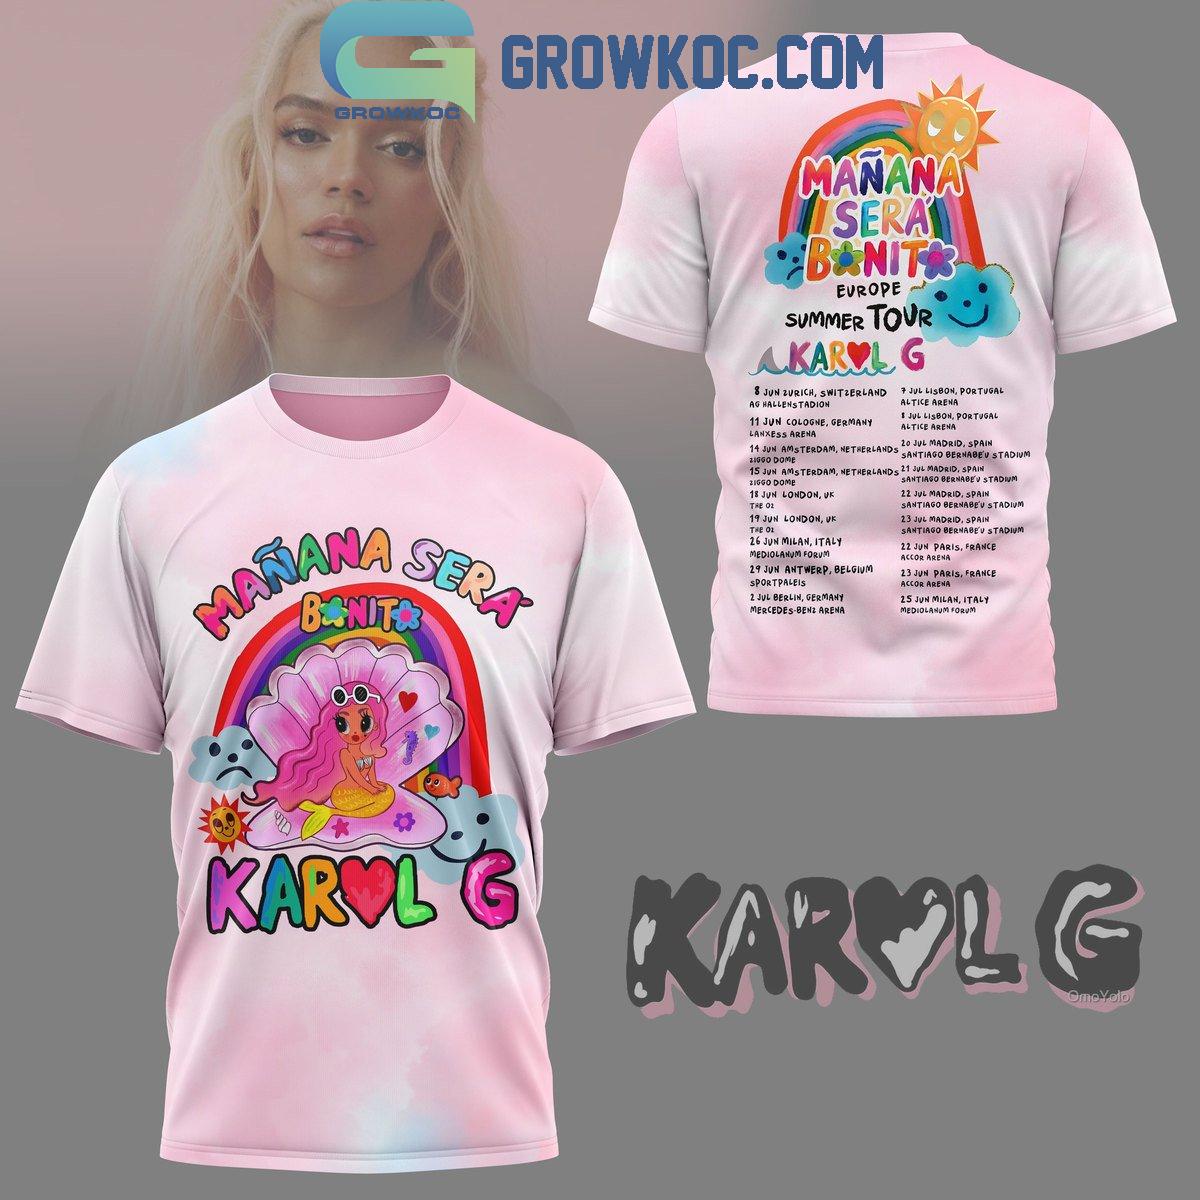 GROWKOC
GROWKOC.COM
MAÑANA
SERÁ
BONITO
EUROPE
SUMMER TOUR
KAROL G
8 JUN ZURICH, SWITZERLAND
AG HALLENSTADION
11 JUN COLOGNE, GERMANY
LANXESS ARENA
14 JUN AMSTERDAM, NETHERLANDS
ZIGGO DOME
15 JUN AMSTERDAM, NETHERLANDS
ZIGGO DOME
18 JUN LONDON, UK
THE O2
19 JUN LONDON, UK
THE O2
26 JUN MILAN, ITALY
MEDIOLANUM FORUM
29 JUN ANTWERP, BELGIUM
SPORTPALEIS
2 JUL BERLIN, GERMANY
MERCEDES-BENZ ARENA
7 JUL LISBON, PORTUGAL
ALTICE ARENA
8 JUL LISBON, PORTUGAL
ALTICE ARENA
20 JUL MADRID, SPAIN
SANTIAGO BERNABE'U STADIUM
21 JUL MADRID, SPAIN
SANTIAGO BERNABE'U STADIUM
22 JUL MADRID, SPAIN
SANTIAGO BERNABE'U STADIUM
23 JUL MADRID, SPAIN
SANTIAGO BERNABE'U STADIUM
22 JUN PARIS, FRANCE
ACCOR ARENA
23 JUN PARIS, FRANCE
ACCOR ARENA
25 JUN MILAN, ITALY
MEDIOLANUM FORUM
MAÑANA SERÁ
BONITO
KAROL G
KAROL G
OmoYolo